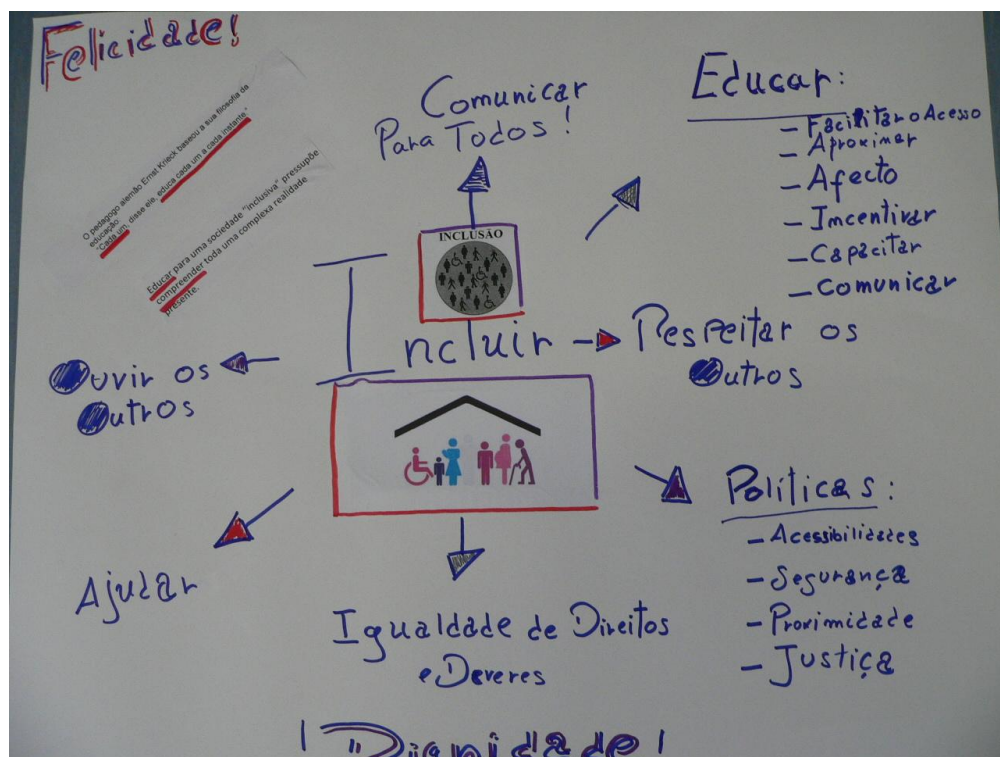 Felicidade!
O pedagogo alemão Ernst Krieck baseou a sua filosofia da
educação:
"Cada um, disse ele, educa cada um a cada instante."
Educar para uma sociedade "inclusiva" pressupõe
compreender toda uma complexa realidade
presente.
Comunicar
Para Todos!
Educar:
- Facilitar o Acesso
- Aproximar
- Afecto
- Incentivar
- Capacitar
- Comunicar
INCLUSÃO
Incluir
Respeitar os
Outros
Ouvir os
Outros
Políticas:
- Acessibilidades
- Segurança
- Proximidade
- Justiça
Ajudar
Igualdade de Direitos
e Deveres
! Dignidade!